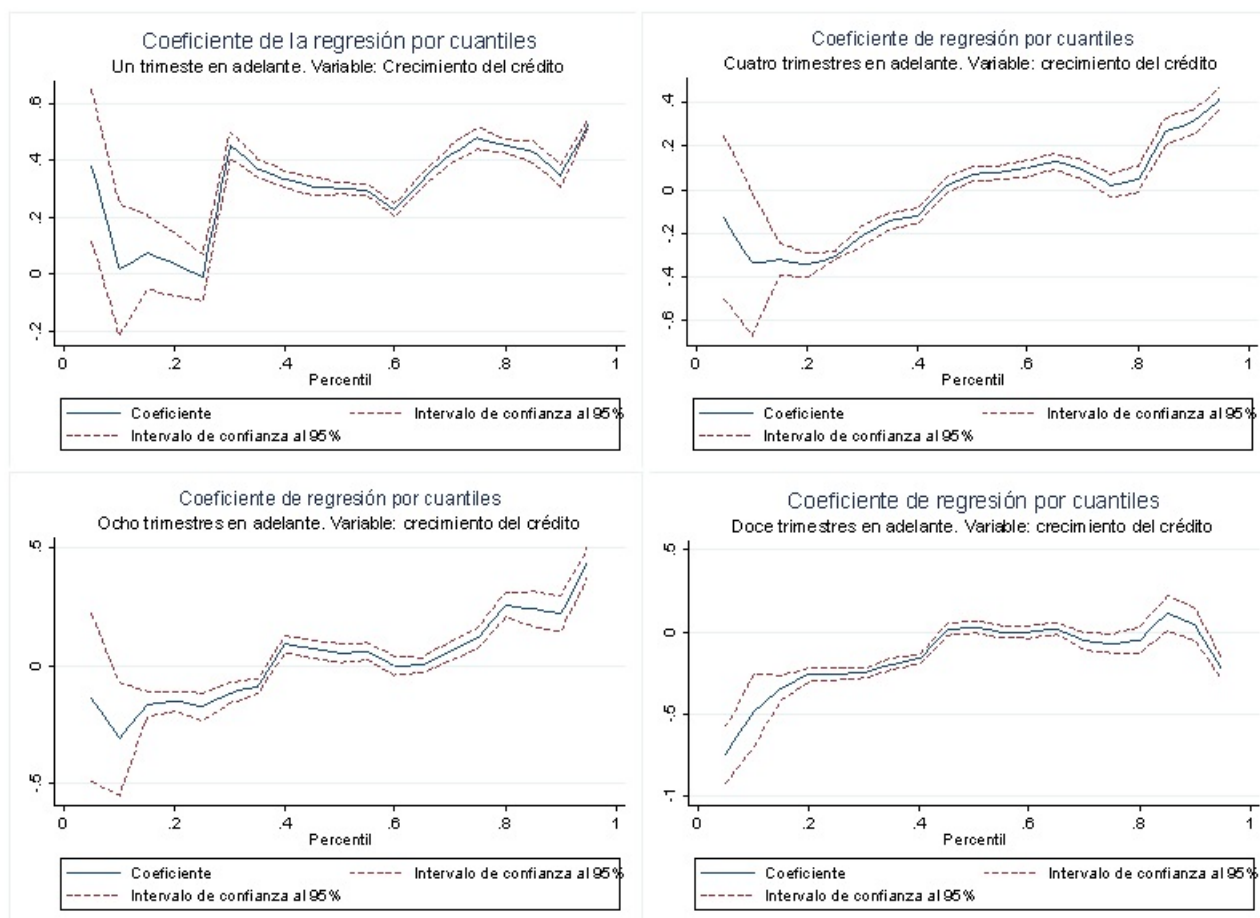 Coeficiente de la regresión por cuantiles
Un trimeste en adelante. Variable: Crecimiento del crédito
.6
.4
.2
0
-.2
0 .2 .4 .6 .8 1
Percentil
Coeficiente Intervalo de confianza al 95%
Intervalo de confianza al 95%
Coeficiente de regresión por cuantiles
Cuatro trimestres en adelante. Variable: crecimiento del crédito
.4
.2
0
-.2
-.4
-.6
0 .2 .4 .6 .8 1
Percentil
Coeficiente Intervalo de confianza al 95%
Intervalo de confianza al 95%
Coeficiente de regresión por cuantiles
Ocho trimestres en adelante. Variable: crecimiento del crédito
.5
0
-.5
0 .2 .4 .6 .8 1
Percentil
Coeficiente Intervalo de confianza al 95%
Intervalo de confianza al 95%
Coeficiente de regresión por cuantiles
Doce trimestres en adelante. Variable: crecimiento del crédito
.5
0
-.5
-1
0 .2 .4 .6 .8 1
Percentil
Coeficiente Intervalo de confianza al 95%
Intervalo de confianza al 95%